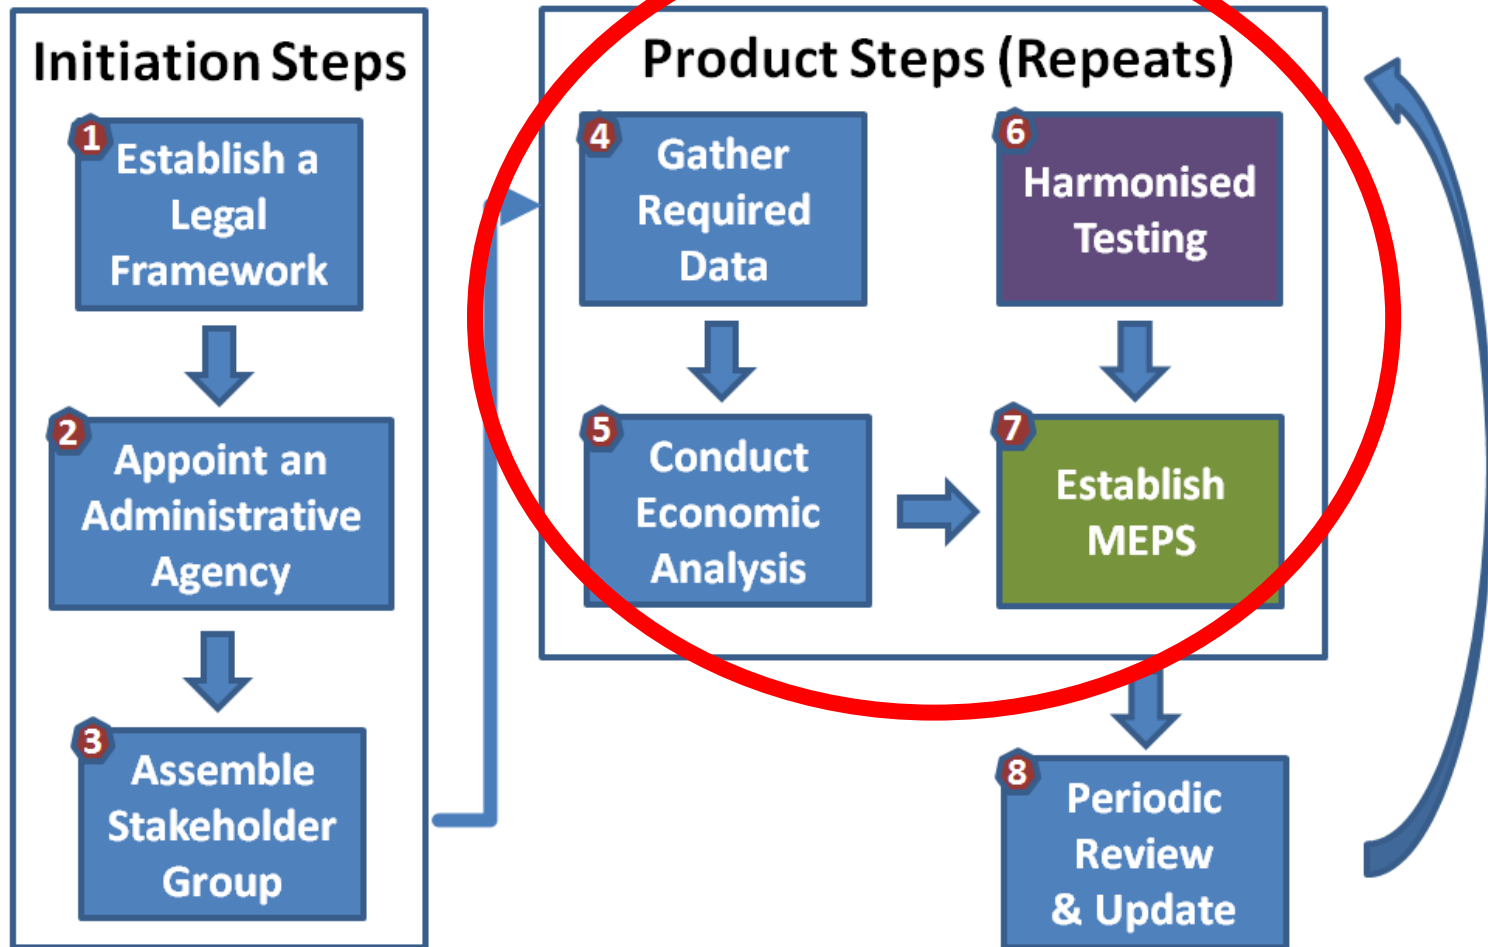 Initiation Steps
1
Establish a
Legal
Framework
2
Appoint an
Administrative
Agency
3
Assemble
Stakeholder
Group
Product Steps (Repeats)
4
Gather
Required
Data
5
Conduct
Economic
Analysis
6
Harmonised
Testing
7
Establish
MEPS
8
Periodic
Review
& Update